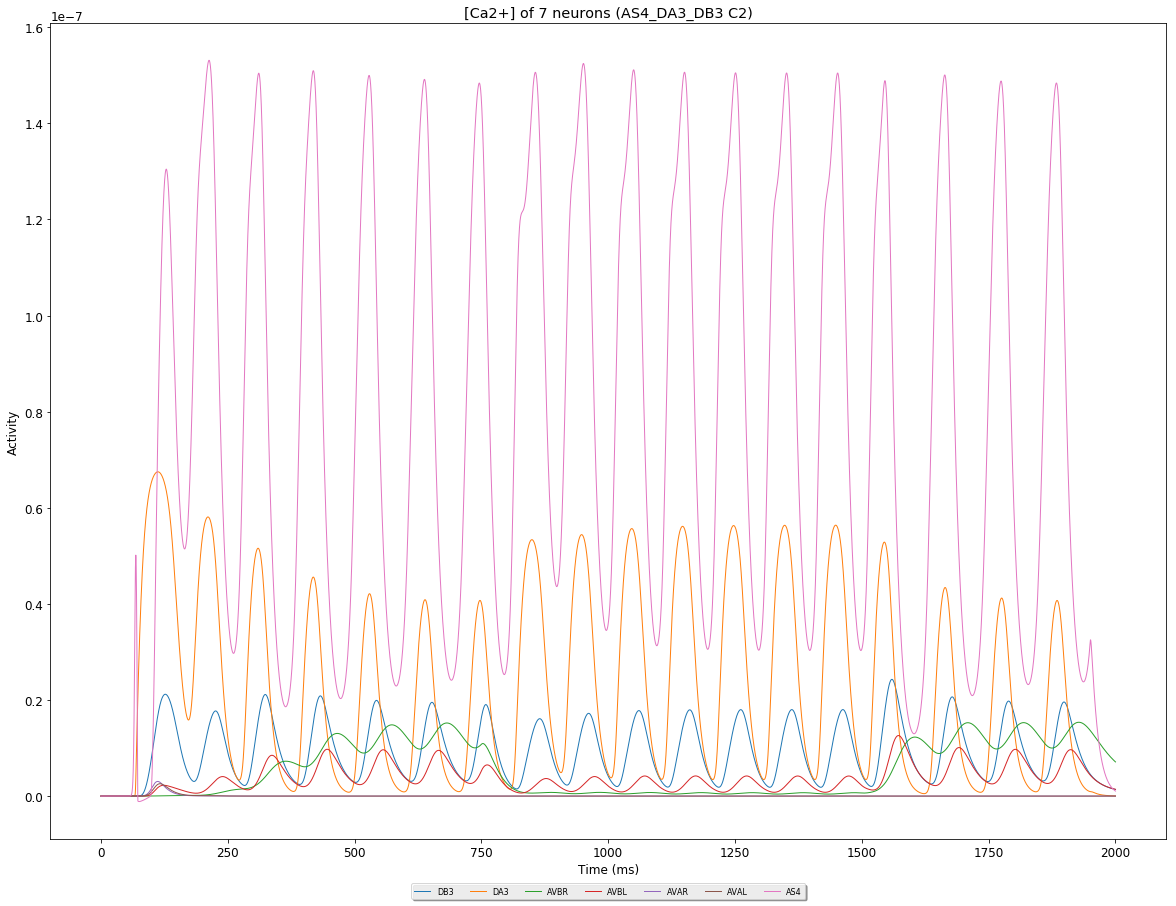 [Ca2+] of 7 neurons (AS4_DA3_DB3 C2)
1e−7
1.6
1.4
1.2
1.0
0.8
0.6
0.4
0.2
0.0
Activity
0 250 500 750 1000 1250 1500 1750 2000
Time (ms)
DB3 DA3 AVBR AVBL AVAR AVAL AS4